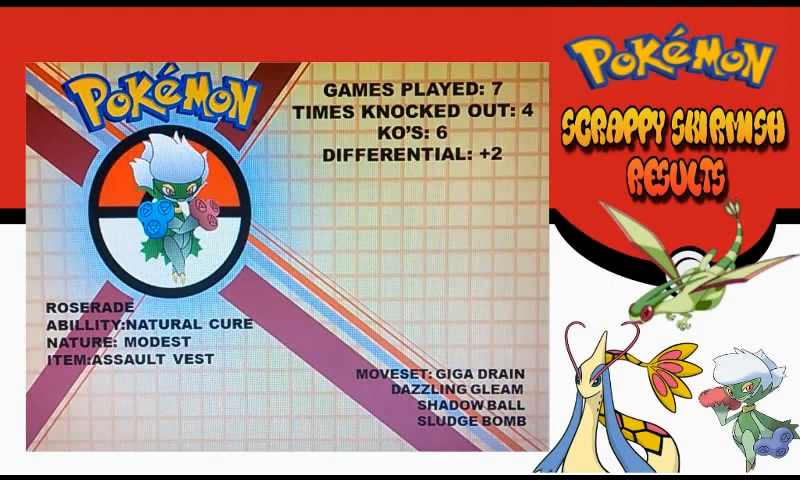 POKéMON
GAMES PLAYED: 7
TIMES KNOCKED OUT: 4
KO'S: 6
DIFFERENTIAL: +2
ROSERADE
ABILLITY:NATURAL CURE
NATURE: MODEST
ITEM:ASSAULT VEST
MOVESET: GIGA DRAIN
DAZZLING GLEAM
SHADOW BALL
SLUDGE BOMB
POKéMON
SCRAPPY SKIRMISH
RESULTS